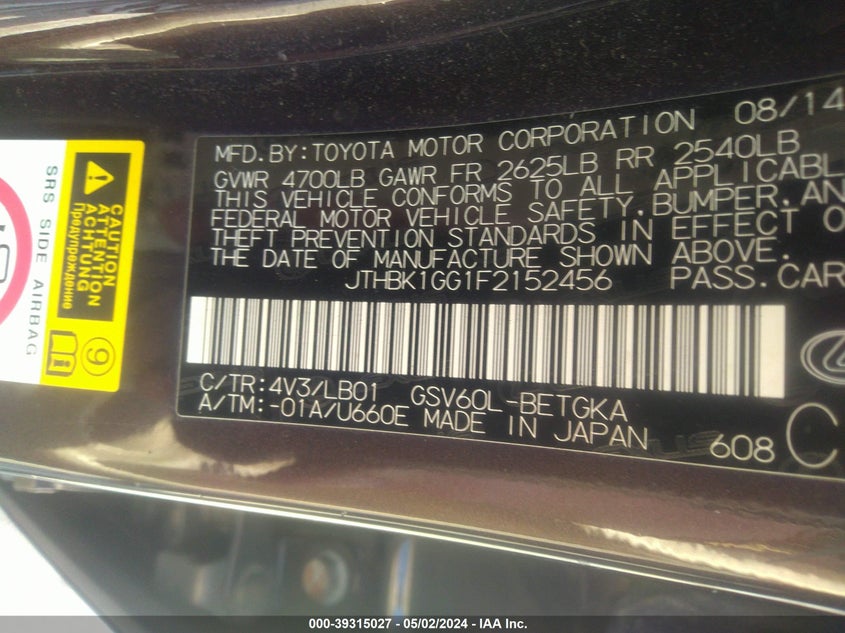 08/14
MFD.BY:TOYOTA MOTOR CORPORATION
GVWR 4700LB GAWR FR 2625LB RR 2540LB
THIS VEHICLE CONFORMS TO ALL APPLICABL
FEDERAL MOTOR VEHICLE SAFETY,BUMPER,AN
THEFT PREVENTION STANDARDS IN EFFECT O
THE DATE OF MANUFACTURE SHOWN ABOVE.
JTHBK1GG1F2152456 PASS.CAR
C/TR:4V3/LB01 GSV60L-BETGKA
A/TM:-01A/U660E MADE IN JAPAN
608 C
SRS SIDE AIRBAG
CAUTION
ATTENTION
ACHTUNG
Предупреждение
9
000-39315027 - 05/02/2024 - IAA Inc.